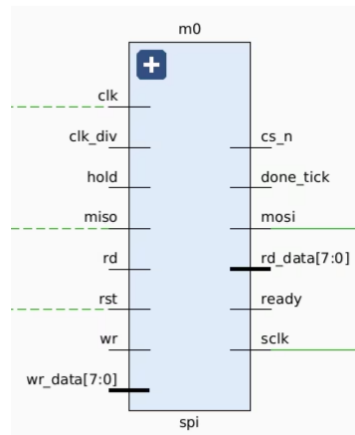 m0
clk
clk_div
cs_n
hold
done_tick
miso
mosi
rd
rd_data[7:0]
rst
ready
wr
sclk
wr_data[7:0]
spi